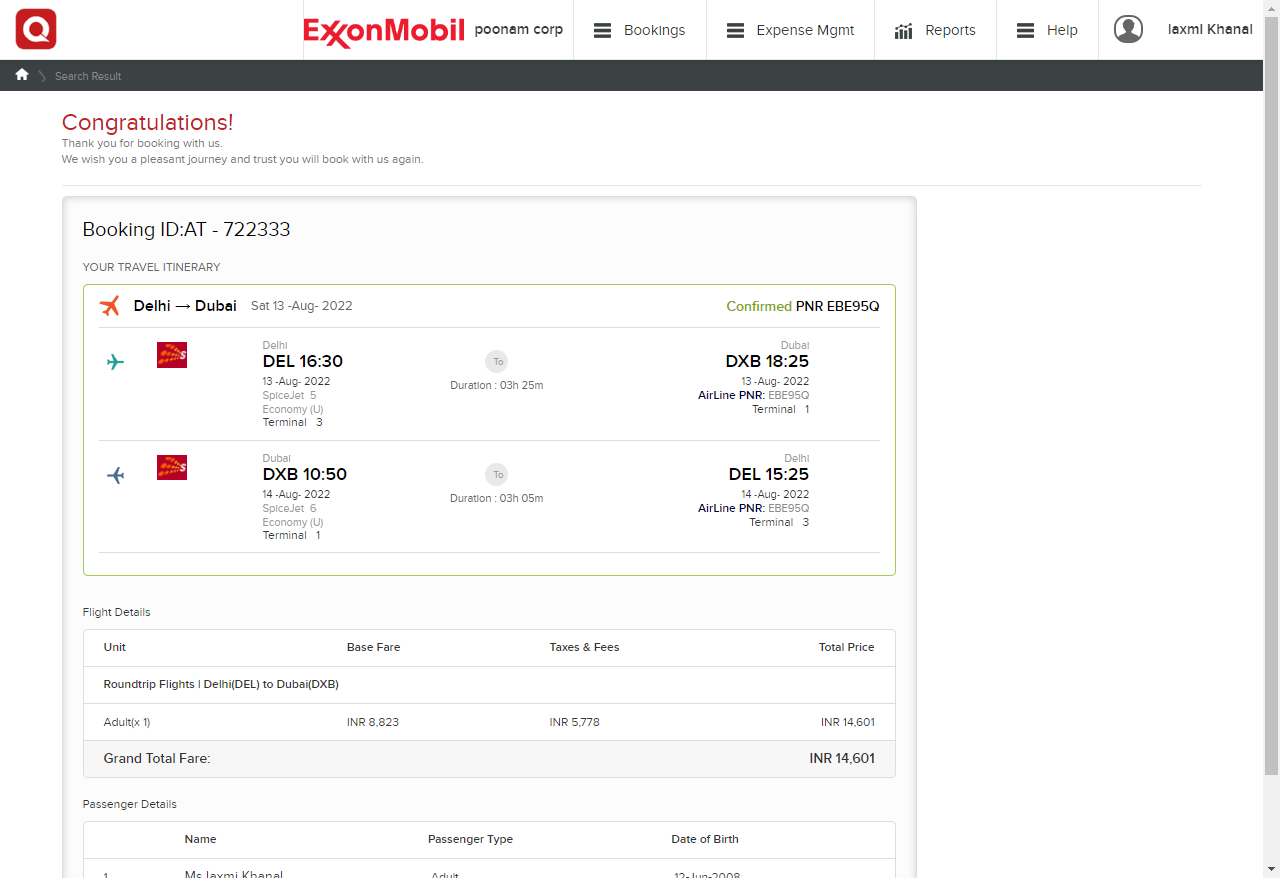 ExxonMobil poonam corp Bookings Expense Mgmt Reports Help laxmi Khanal
Search Result
Congratulations!
Thank you for booking with us.
We wish you a pleasant journey and trust you will book with us again.
Booking ID:AT - 722333
YOUR TRAVEL ITINERARY
Delhi → Dubai Sat 13 -Aug- 2022 Confirmed PNR EBE95Q
Delhi Dubai
DEL 16:30 To DXB 18:25
13 -Aug- 2022 Duration : 03h 25m 13 -Aug- 2022
SpiceJet 5 AirLine PNR: EBE95Q
Economy (U) Terminal 1
Terminal 3
Dubai Delhi
DXB 10:50 To DEL 15:25
14 -Aug- 2022 Duration : 03h 05m 14 -Aug- 2022
SpiceJet 6 AirLine PNR: EBE95Q
Economy (U) Terminal 3
Terminal 1
Flight Details
Unit Base Fare Taxes & Fees Total Price
Roundtrip Flights | Delhi(DEL) to Dubai(DXB)
Adult(x 1) INR 8,823 INR 5,778 INR 14,601
Grand Total Fare: INR 14,601
Passenger Details
Name Passenger Type Date of Birth
1 Ms laxmi Khanal Adult 12-Jun-2008